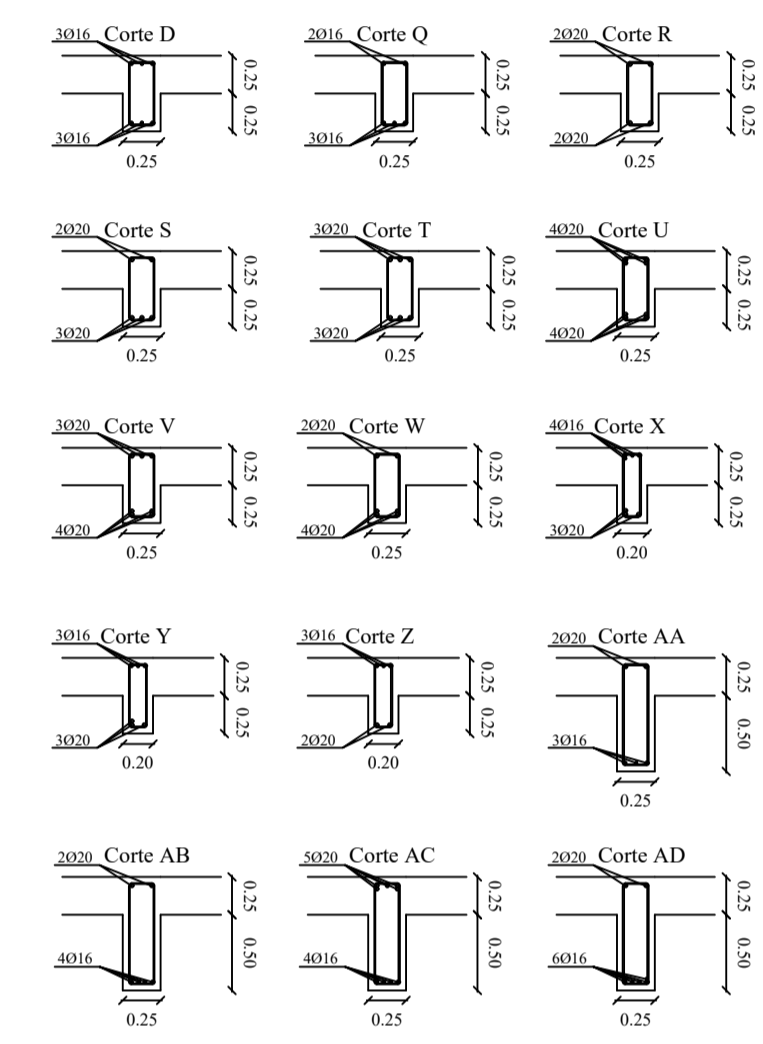 3Ø16 Corte D
0.25
0.25
3Ø16
0.25
2Ø16 Corte Q
0.25
0.25
3Ø16
0.25
2Ø20 Corte R
0.25
0.25
2Ø20
0.25
2Ø20 Corte S
0.25
0.25
3Ø20
0.25
3Ø20 Corte T
0.25
0.25
3Ø20
0.25
4Ø20 Corte U
0.25
0.25
4Ø20
0.25
3Ø20 Corte V
0.25
0.25
4Ø20
0.25
2Ø20 Corte W
0.25
0.25
4Ø20
0.25
4Ø16 Corte X
0.25
0.25
3Ø20
0.20
3Ø16 Corte Y
0.25
0.25
3Ø20
0.20
3Ø16 Corte Z
0.25
0.25
2Ø20
0.20
2Ø20 Corte AA
0.25
0.50
3Ø16
0.25
2Ø20 Corte AB
0.25
0.50
4Ø16
0.25
5Ø20 Corte AC
0.25
0.50
4Ø16
0.25
2Ø20 Corte AD
0.25
0.50
6Ø16
0.25